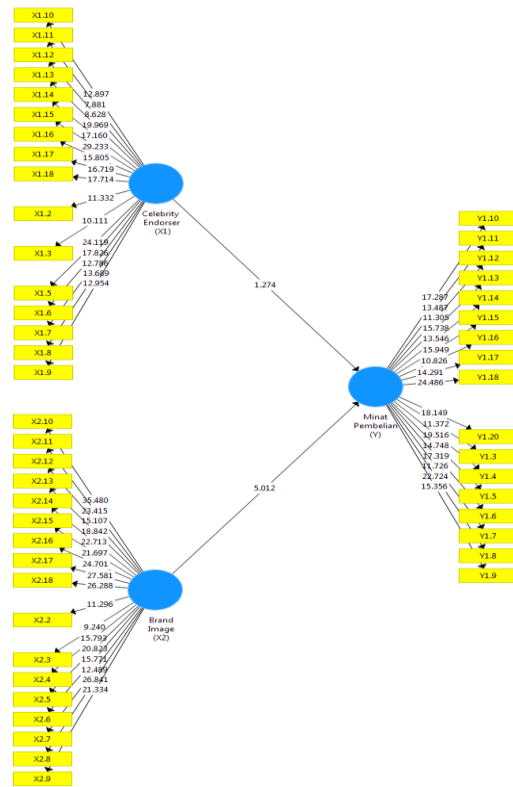 X1.10
X1.11
X1.12
X1.13
X1.14
X1.15
X1.16
X1.17
X1.18
X1.2
X1.3
X1.5
X1.6
X1.7
X1.8
X1.9
12.897
7.881
8.628
19.969
17.160
29.233
15.805
16.719
17.714
11.332
10.111
24.119
17.826
12.786
13.689
12.954
Celebrity
Endorser
(X1)
1.274
X2.10
X2.11
X2.12
X2.13
X2.14
X2.15
X2.16
X2.17
X2.18
X2.2
X2.3
X2.4
X2.5
X2.6
X2.7
X2.8
X2.9
35.480
23.415
15.107
18.842
22.713
21.697
24.701
27.581
26.288
11.296
9.240
15.793
20.823
15.771
12.489
26.841
21.334
Brand
Image
(X2)
5.012
Minat
Pembelian
(Y)
17.287
13.487
11.305
15.738
13.546
15.949
10.826
14.291
24.486
18.149
11.372
19.516
14.748
17.319
11.726
22.724
15.356
Y1.10
Y1.11
Y1.12
Y1.13
Y1.14
Y1.15
Y1.16
Y1.17
Y1.18
Y1.20
Y1.3
Y1.4
Y1.5
Y1.6
Y1.7
Y1.8
Y1.9